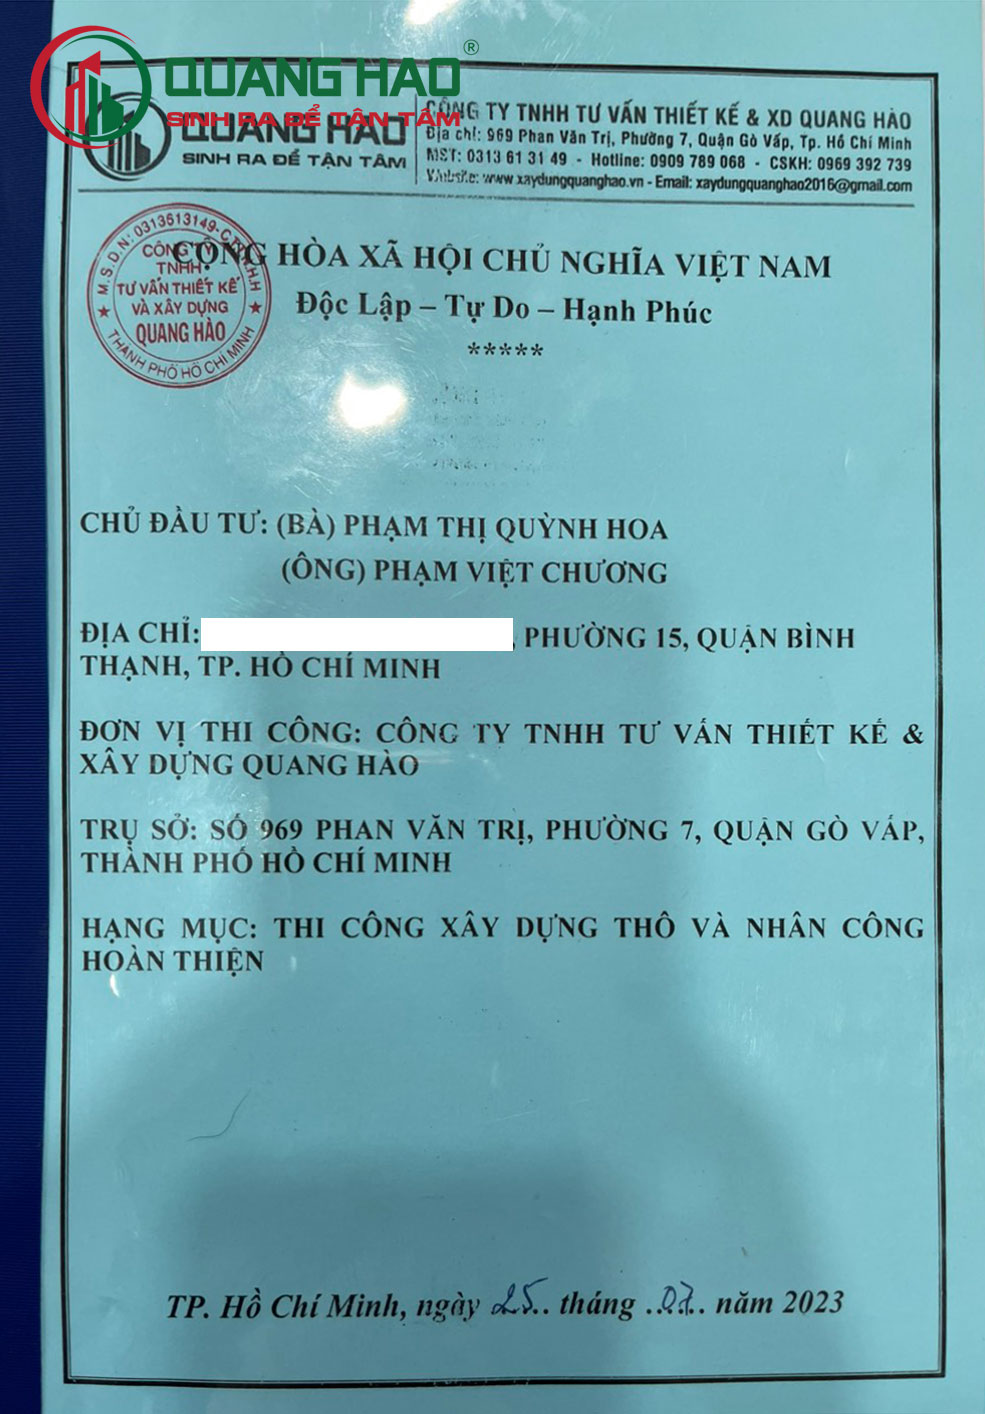 QUANG HAO®
SINH RA ĐỂ TẬN TÂM
QUANG HAO
SINH RA ĐỂ TẬN TÂM
CÔNG TY TNHH TƯ VẤN THIẾT KẾ & XD QUANG HÀO
Địa chỉ: 969 Phan Văn Trị, Phường 7, Quận Gò Vấp, Tp. Hồ Chí Minh
MST: 0313 61 31 49 - Hotline: 0909 789 068 - CSKH: 0969 392 739
Website: www.xaydungquanghao.vn - Email: xaydungquanghao2016@gmail.com
M.S.D.N: 0313613149-C.T.T.N.H.H
CÔNG TY
TNHH
TƯ VẤN THIẾT KẾ
VÀ XÂY DỰNG
QUANG HÀO
THÀNH PHỐ HỒ CHÍ MINH
CỘNG HÒA XÃ HỘI CHỦ NGHĨA VIỆT NAM
Độc Lập – Tự Do – Hạnh Phúc
*****
CHỦ ĐẦU TƯ: (BÀ) PHẠM THỊ QUỲNH HOA
(ÔNG) PHẠM VIỆT CHƯƠNG
ĐỊA CHỈ: , PHƯỜNG 15, QUẬN BÌNH
THẠNH, TP. HỒ CHÍ MINH
ĐƠN VỊ THI CÔNG: CÔNG TY TNHH TƯ VẤN THIẾT KẾ &
XÂY DỰNG QUANG HÀO
TRỤ SỞ: SỐ 969 PHAN VĂN TRỊ, PHƯỜNG 7, QUẬN GÒ VẤP,
THÀNH PHỐ HỒ CHÍ MINH
HẠNG MỤC: THI CÔNG XÂY DỰNG THÔ VÀ NHÂN CÔNG
HOÀN THIỆN
TP. Hồ Chí Minh, ngày 25.. tháng ..07.. năm 2023